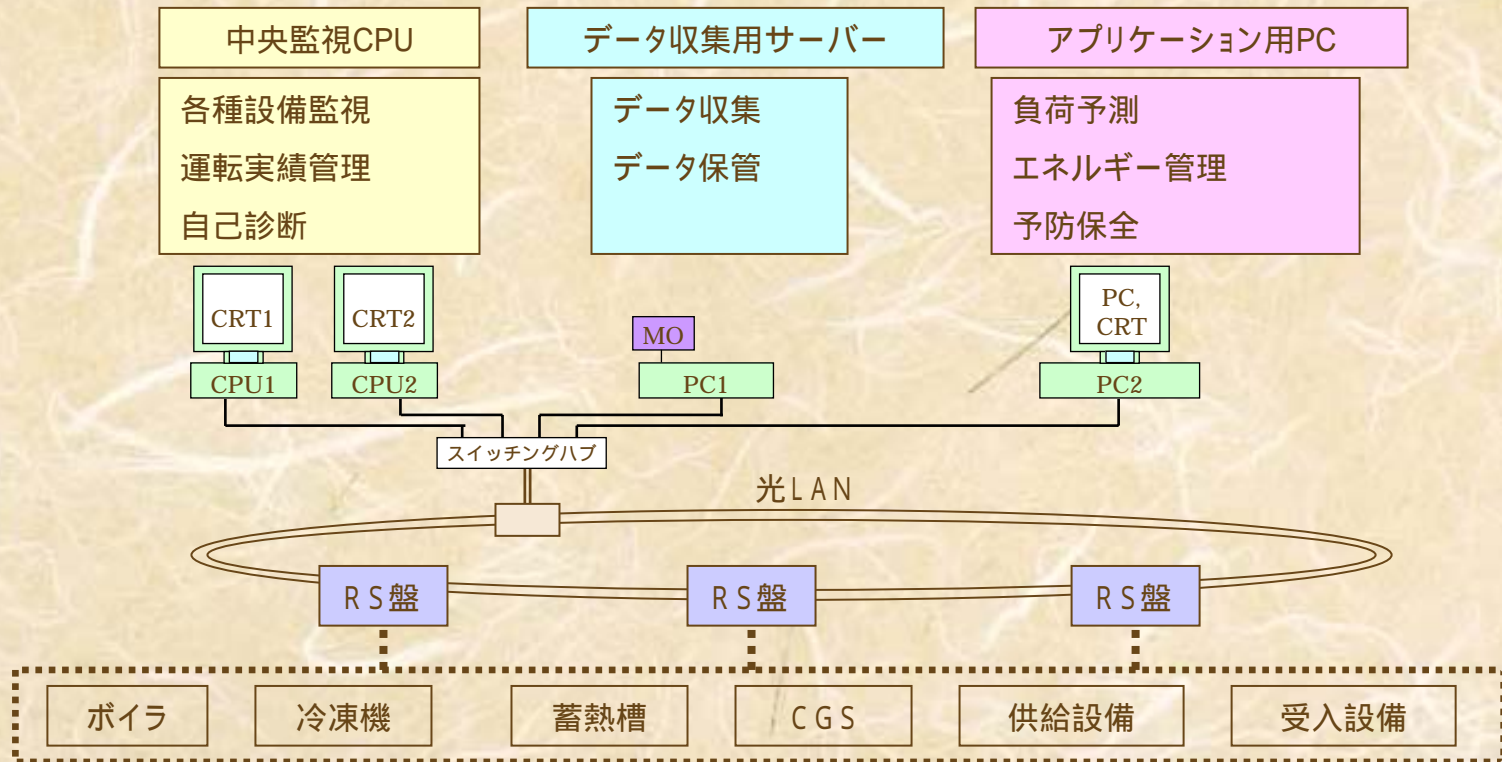 中央監視CPU
データ収集用サーバー
アプリケーション用PC
各種設備監視
運転実績管理
自己診断
データ収集
データ保管
負荷予測
エネルギー管理
予防保全
CRT1
CRT2
MO
PC,
CRT
CPU1
CPU2
PC1
PC2
スイッチングハブ
光LAN
RS盤
RS盤
RS盤
ボイラ
冷凍機
蓄熱槽
CGS
供給設備
受入設備